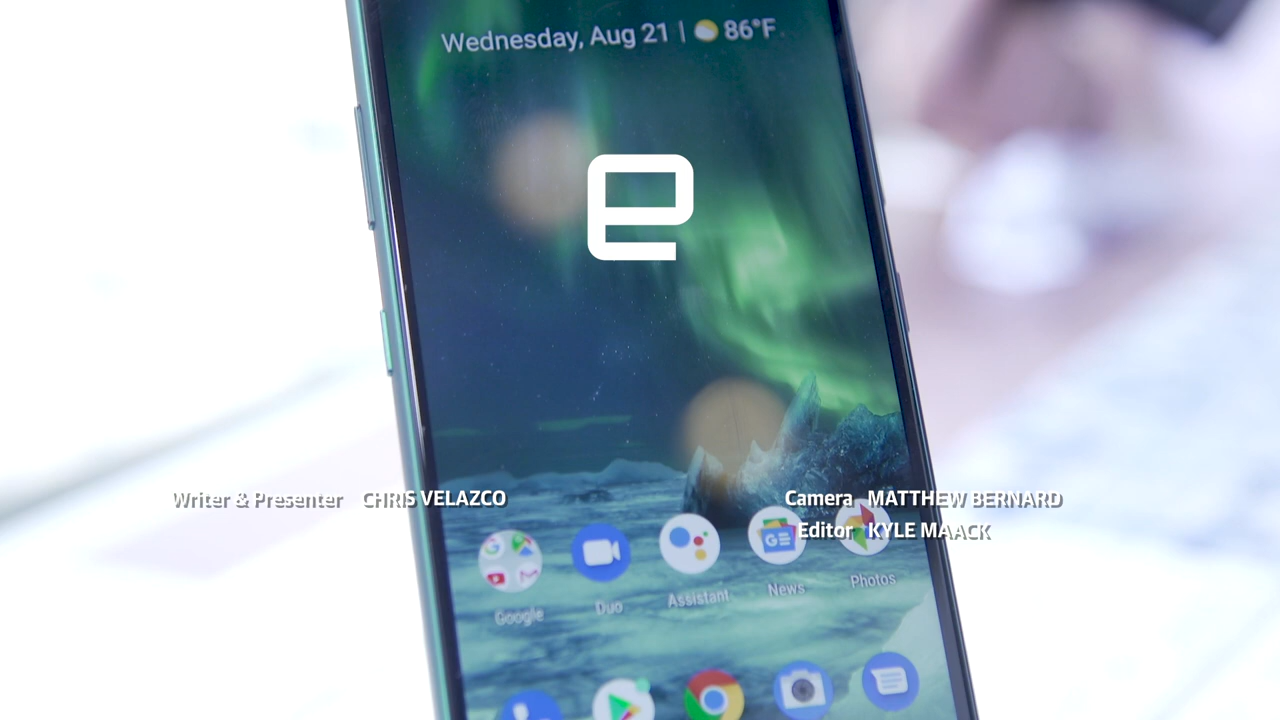 Wednesday, Aug 21 | 86°F
e
Writer & Presenter CHRIS VELAZCO
Camera MATTHEW BERNARD
Editor KYLE MAACK
Google Duo Assistant News Photos